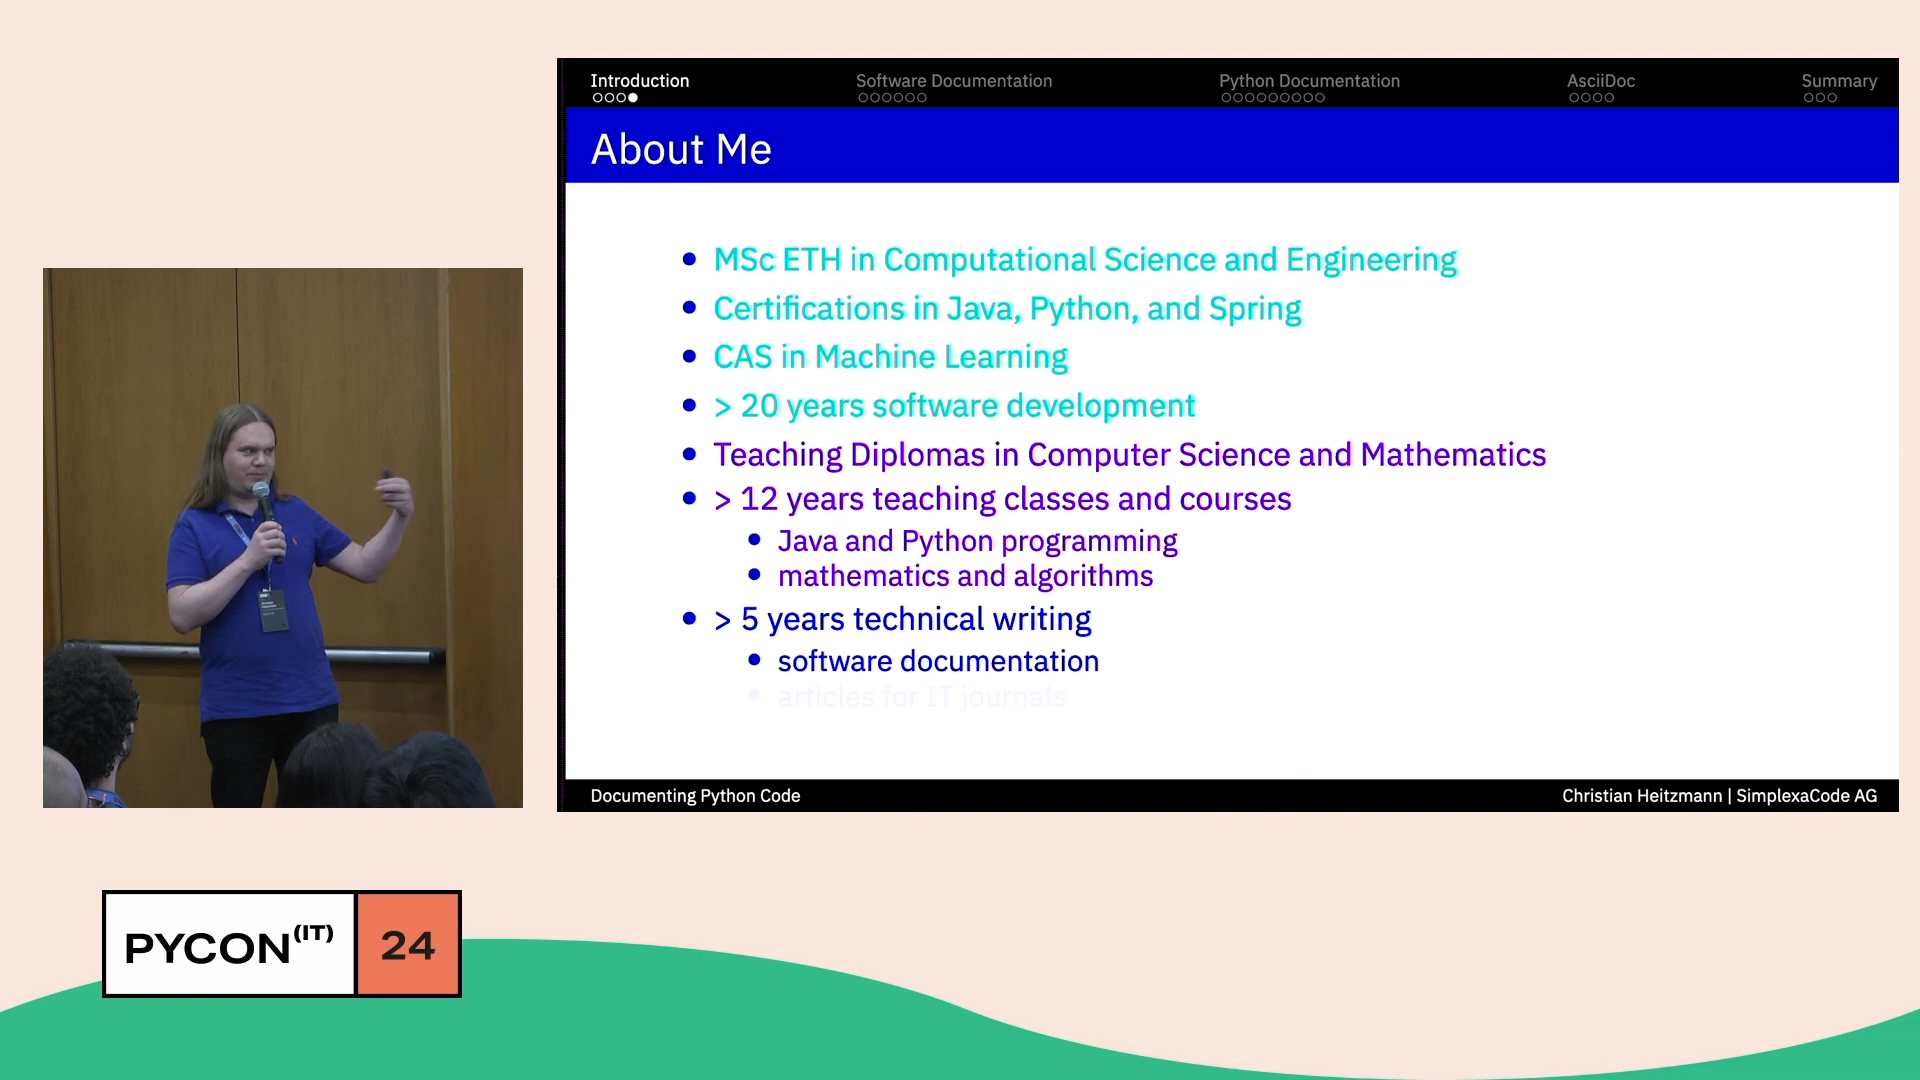 Introduction
Software Documentation
Python Documentation
AsciiDoc
Summary
About Me
MSc ETH in Computational Science and Engineering
Certifications in Java, Python, and Spring
CAS in Machine Learning
> 20 years software development
Teaching Diplomas in Computer Science and Mathematics
> 12 years teaching classes and courses
Java and Python programming
mathematics and algorithms
> 5 years technical writing
software documentation
articles for IT journals
Documenting Python Code
Christian Heitzmann | SimplexaCode AG
PYCON(IT) 24